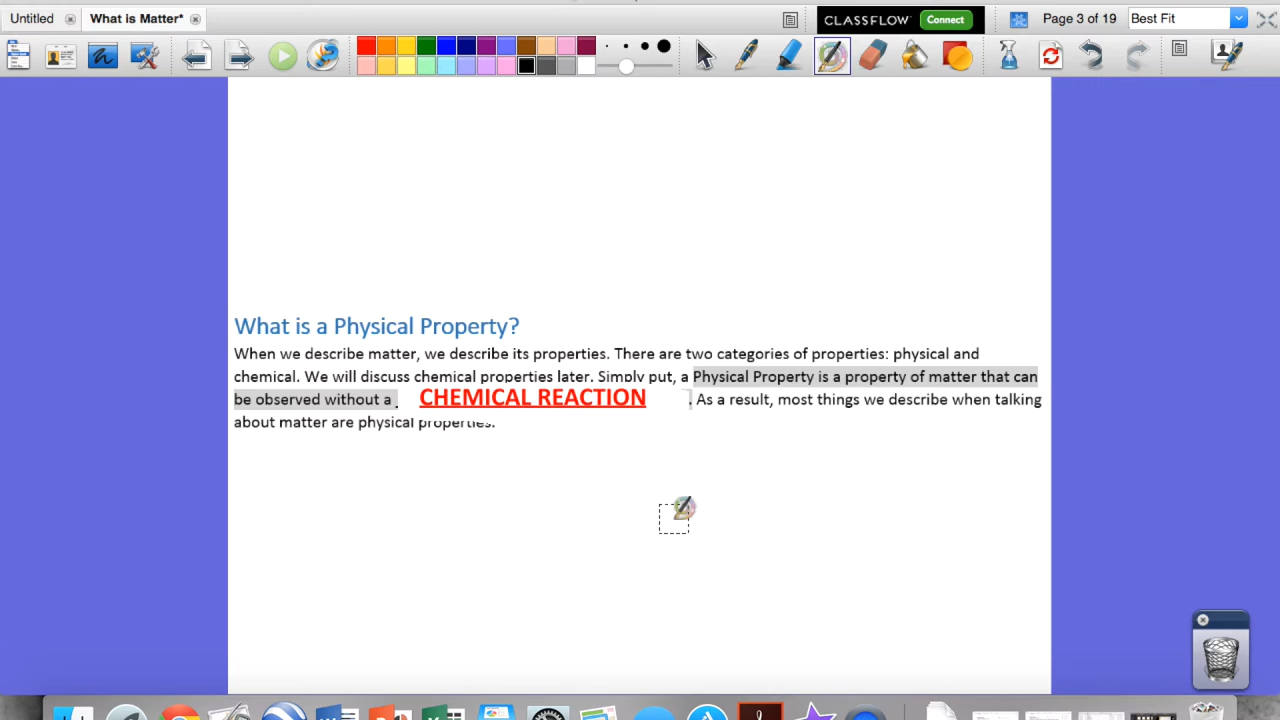 Untitled
What is Matter*
CLASSFLOW
Connect
Page 3 of 19
Best Fit
What is a Physical Property?
When we describe matter, we describe its properties. There are two categories of properties: physical and
chemical. We will discuss chemical properties later. Simply put, a Physical Property is a property of matter that can
be observed without a CHEMICAL REACTION. As a result, most things we describe when talking
about matter are physical properties.